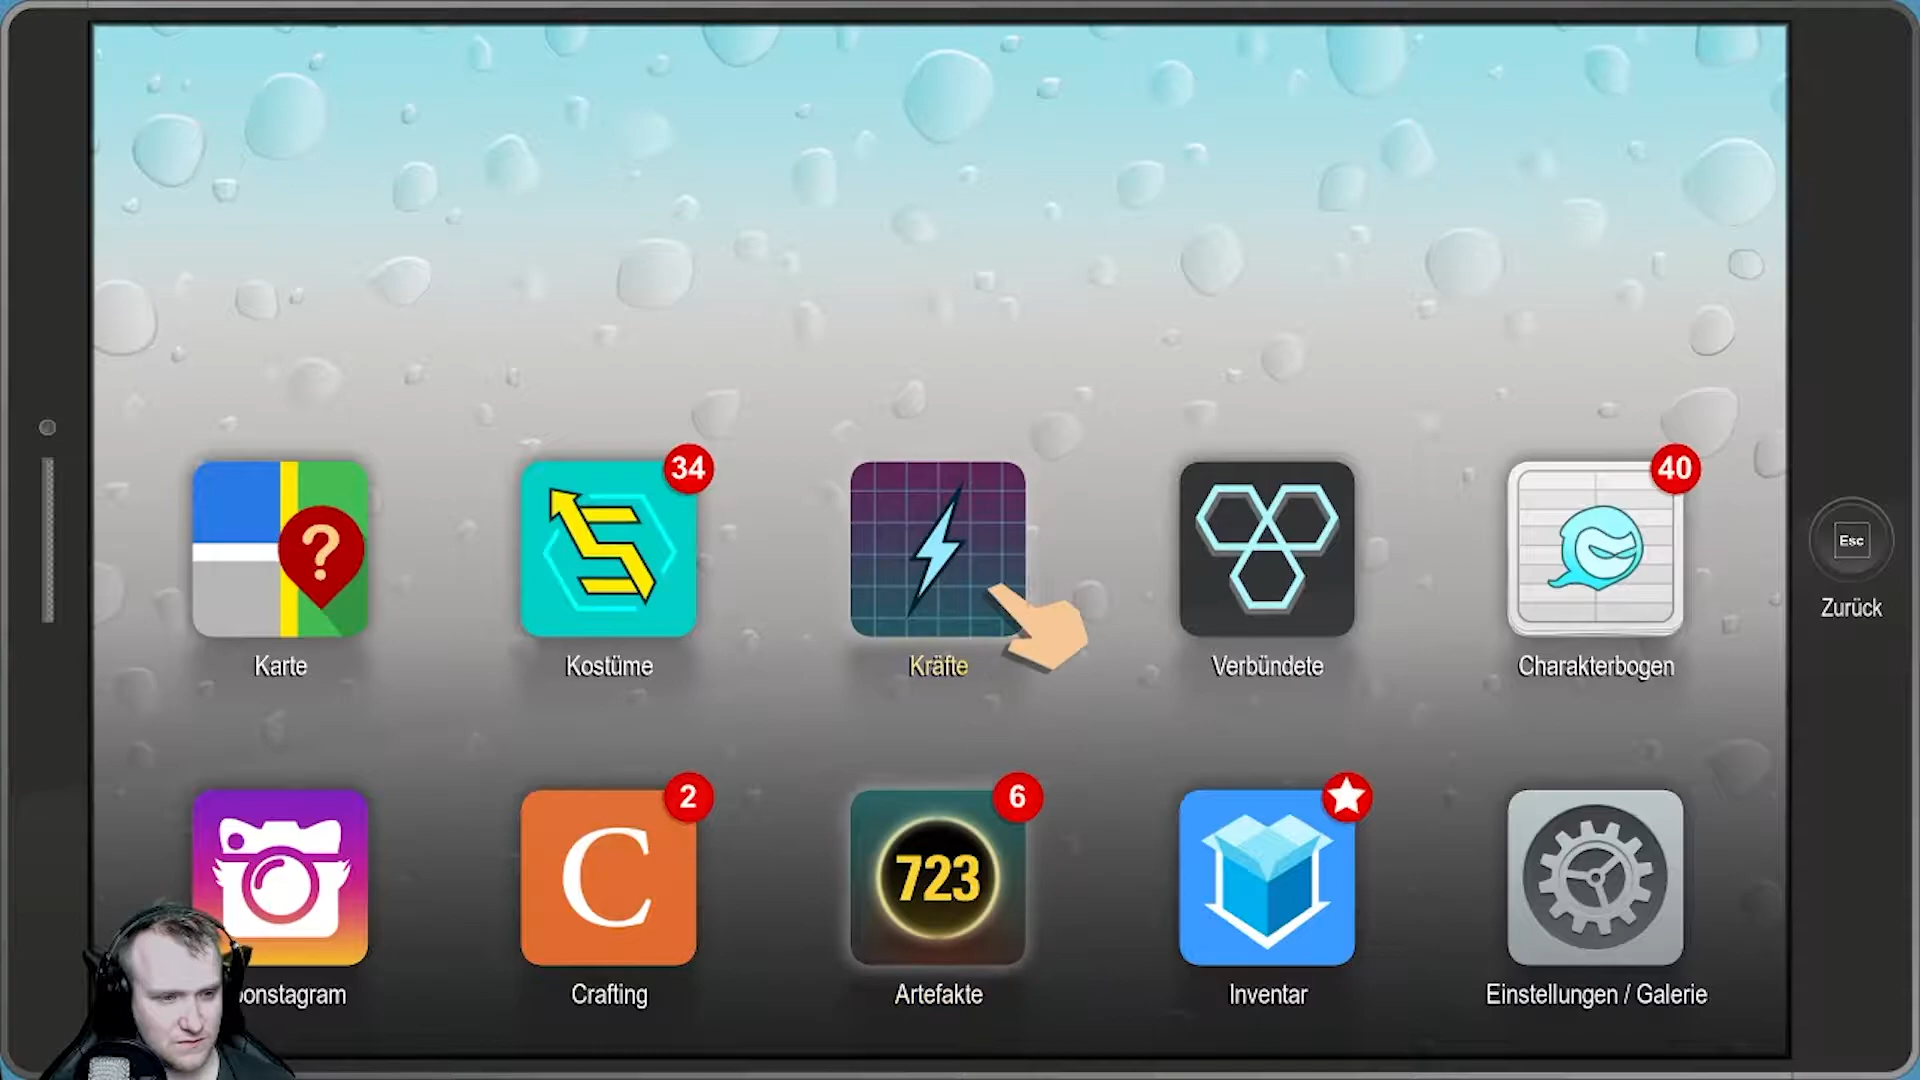 34
40
?
Esc
Karte
Kostüme
Kräfte
Verbündete
Charakterbogen
Zurück
2
6
C
723
onstagram
Crafting
Artefakte
Inventar
Einstellungen / Galerie